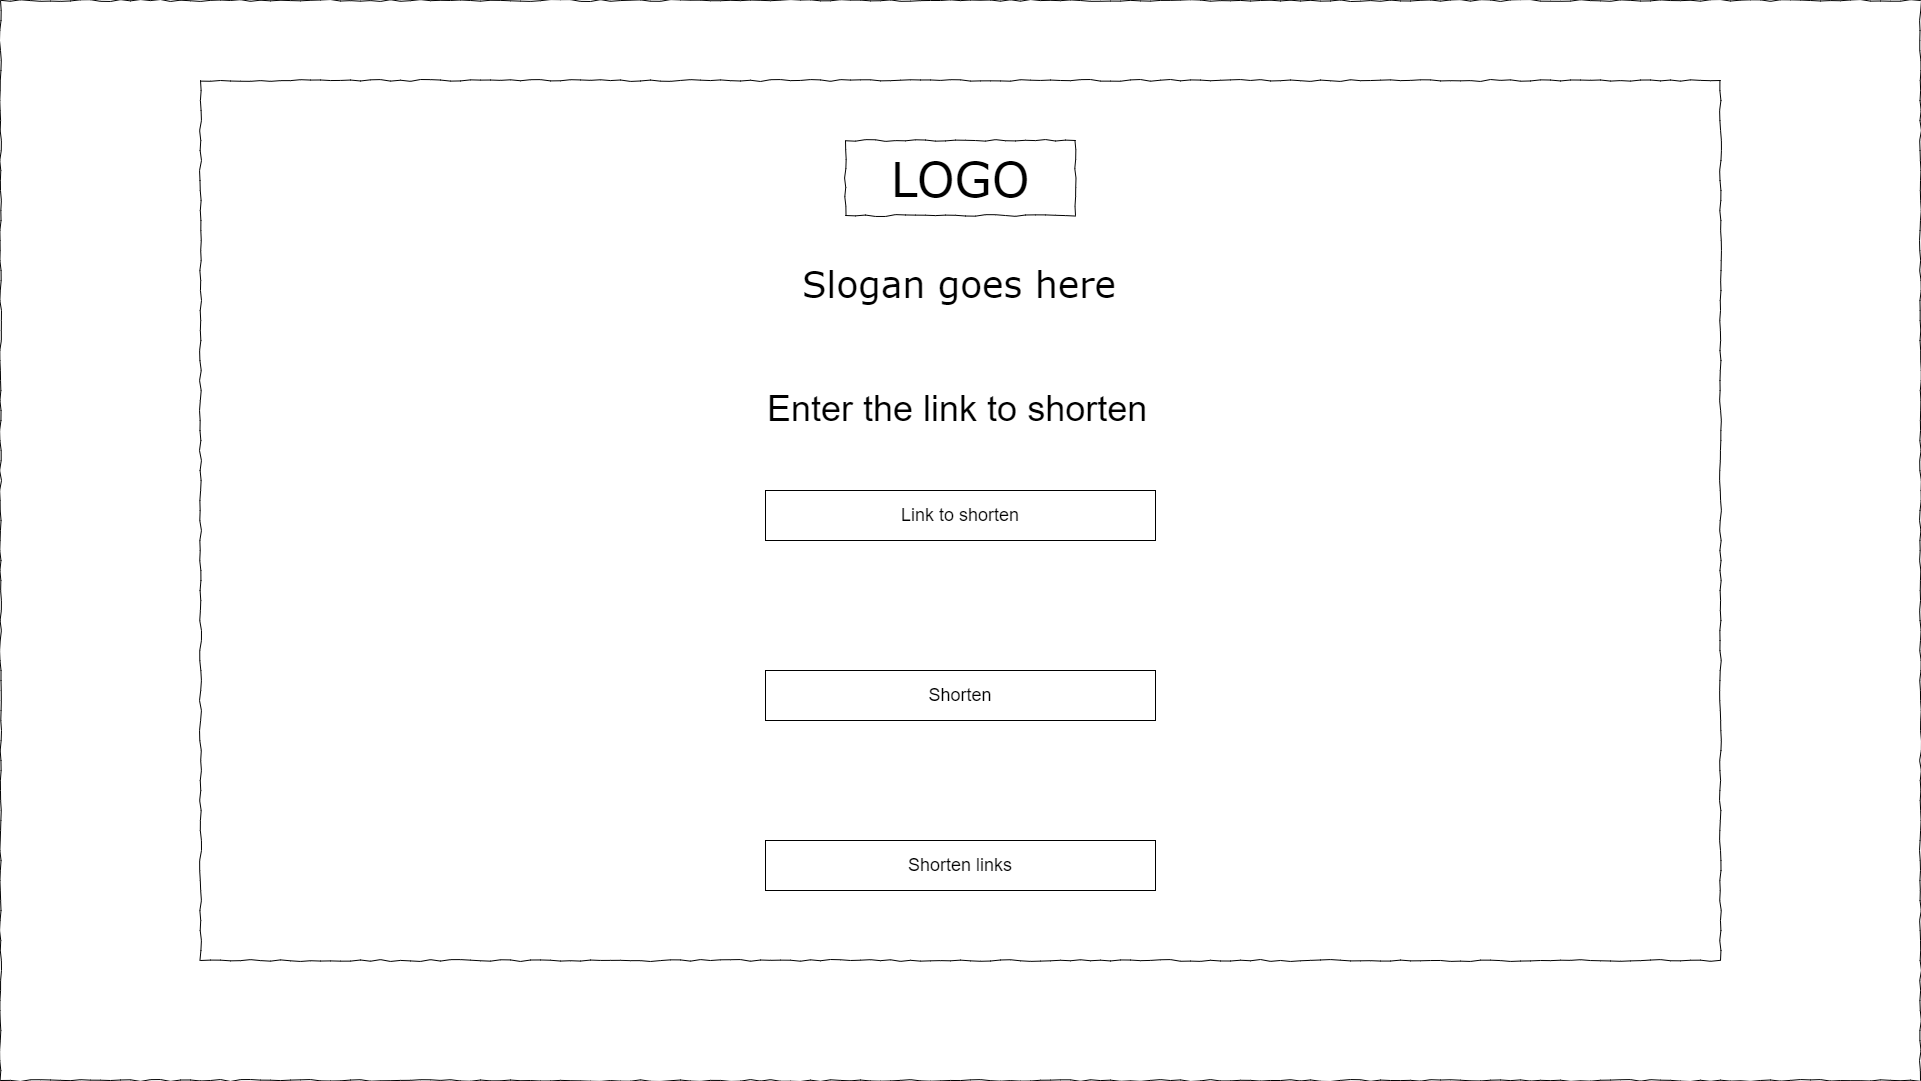 LOGO
Slogan goes here
Enter the link to shorten
Link to shorten
Shorten
Shorten links